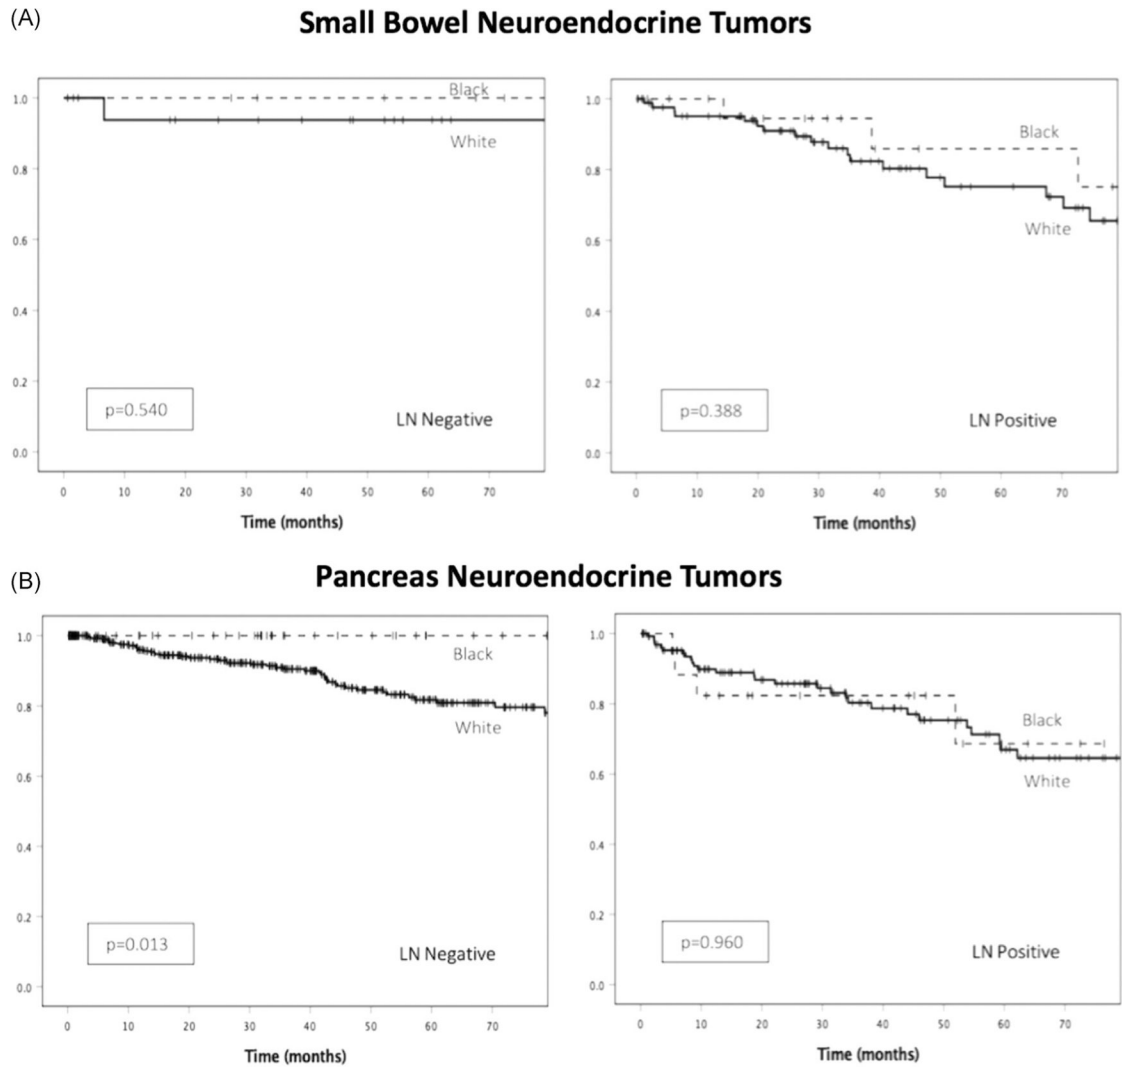 (A)
Small Bowel Neuroendocrine Tumors
1.0
0.8
0.6
0.4
0.2
0.0
Black
White
p=0.540
LN Negative
0 10 20 30 40 50 60 70
Time (months)
1.0
0.8
0.6
0.4
0.2
0.0
Black
White
p=0.388
LN Positive
0 10 20 30 40 50 60 70
Time (months)
(B)
Pancreas Neuroendocrine Tumors
1.0
0.8
0.6
0.4
0.2
0.0
Black
White
p=0.013
LN Negative
0 10 20 30 40 50 60 70
Time (months)
1.0
0.8
0.6
0.4
0.2
0.0
Black
White
p=0.960
LN Positive
0 10 20 30 40 50 60 70
Time (months)